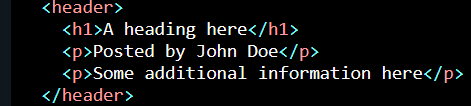 <header>
<h1>A heading here</h1>
<p>Posted by John Doe</p>
<p>Some additional information here</p>
</header>